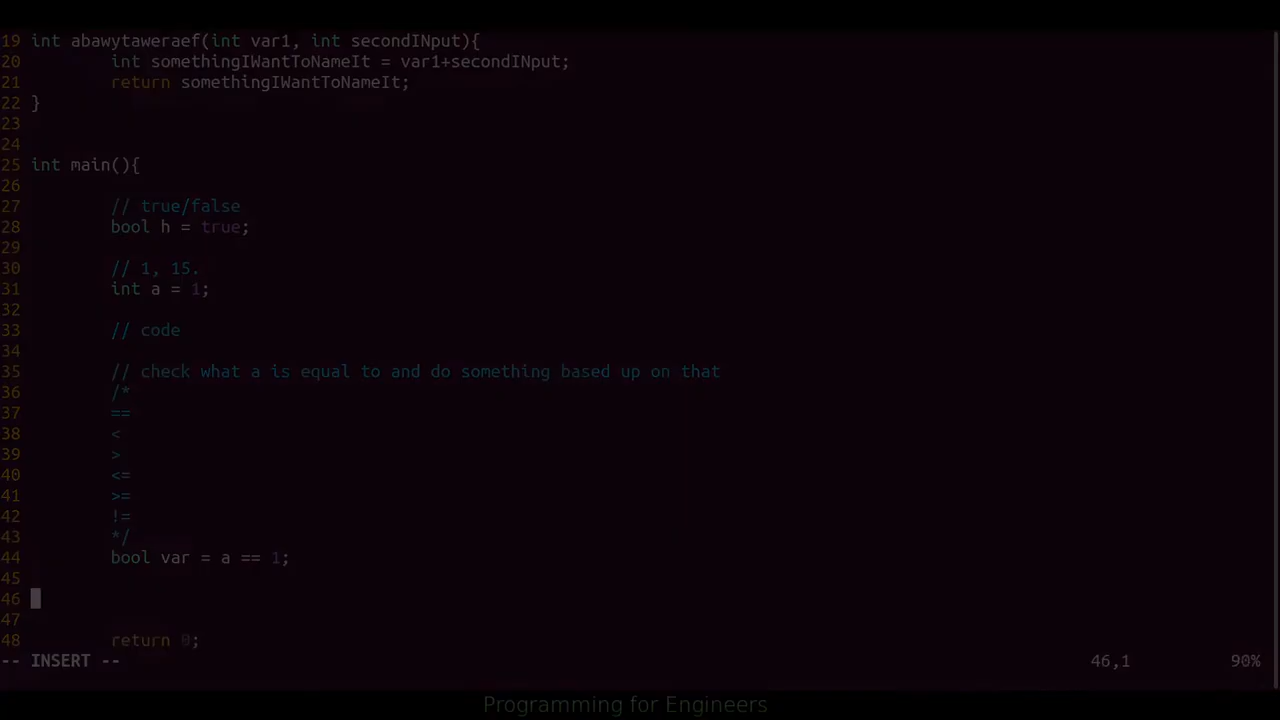 19 int abawytaweraef(int var1, int secondINput){
20 int somethingIWantToNameIt = var1+secondINput;
21 return somethingIWantToNameIt;
22 }
23
24
25 int main(){
26
27 // true/false
28 bool h = true;
29
30 // 1, 15.
31 int a = 1;
32
33 // code
34
35 // check what a is equal to and do something based up on that
36 /*
37 ==
38 <
39 >
40 <=
41 >=
42 !=
43 */
44 bool var = a == 1;
45
46
47
48 return 0;
-- INSERT -- 46,1 90%
Programming for Engineers